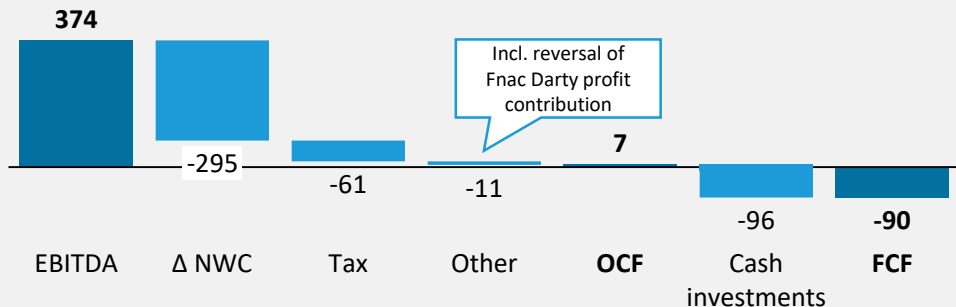 374
Incl. reversal of
Fnac Darty profit
contribution
7
-295
-61
-11
-96
-90
EBITDA
Δ NWC
Tax
Other
OCF
Cash
investments
FCF